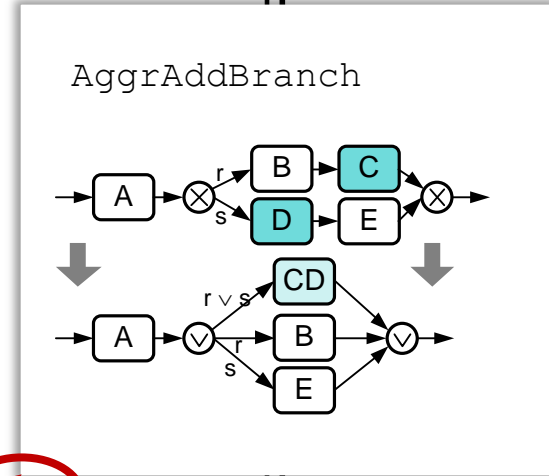 AggrAddBranch
r B C
A
s D E
CD
r ∨ s
A r B
s E